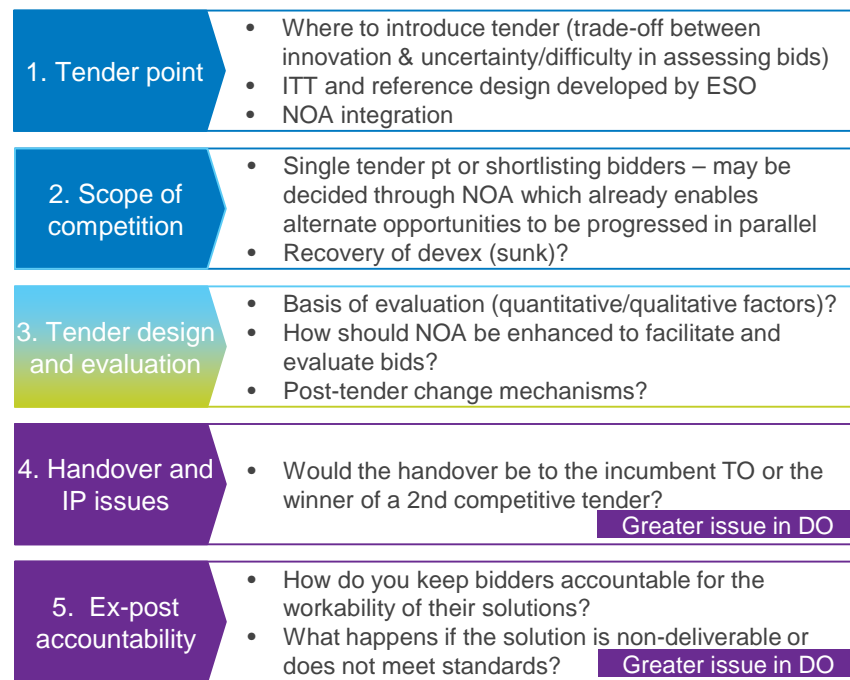 1. Tender point
• Where to introduce tender (trade-off between
innovation & uncertainty/difficulty in assessing bids)
• ITT and reference design developed by ESO
• NOA integration
2. Scope of
competition
• Single tender pt or shortlisting bidders – may be
decided through NOA which already enables
alternate opportunities to be progressed in parallel
• Recovery of devex (sunk)?
3. Tender design
and evaluation
• Basis of evaluation (quantitative/qualitative factors)?
• How should NOA be enhanced to facilitate and
evaluate bids?
• Post-tender change mechanisms?
4. Handover and
IP issues
• Would the handover be to the incumbent TO or the
winner of a 2nd competitive tender?
Greater issue in DO
5. Ex-post
accountability
• How do you keep bidders accountable for the
workability of their solutions?
• What happens if the solution is non-deliverable or
does not meet standards?
Greater issue in DO